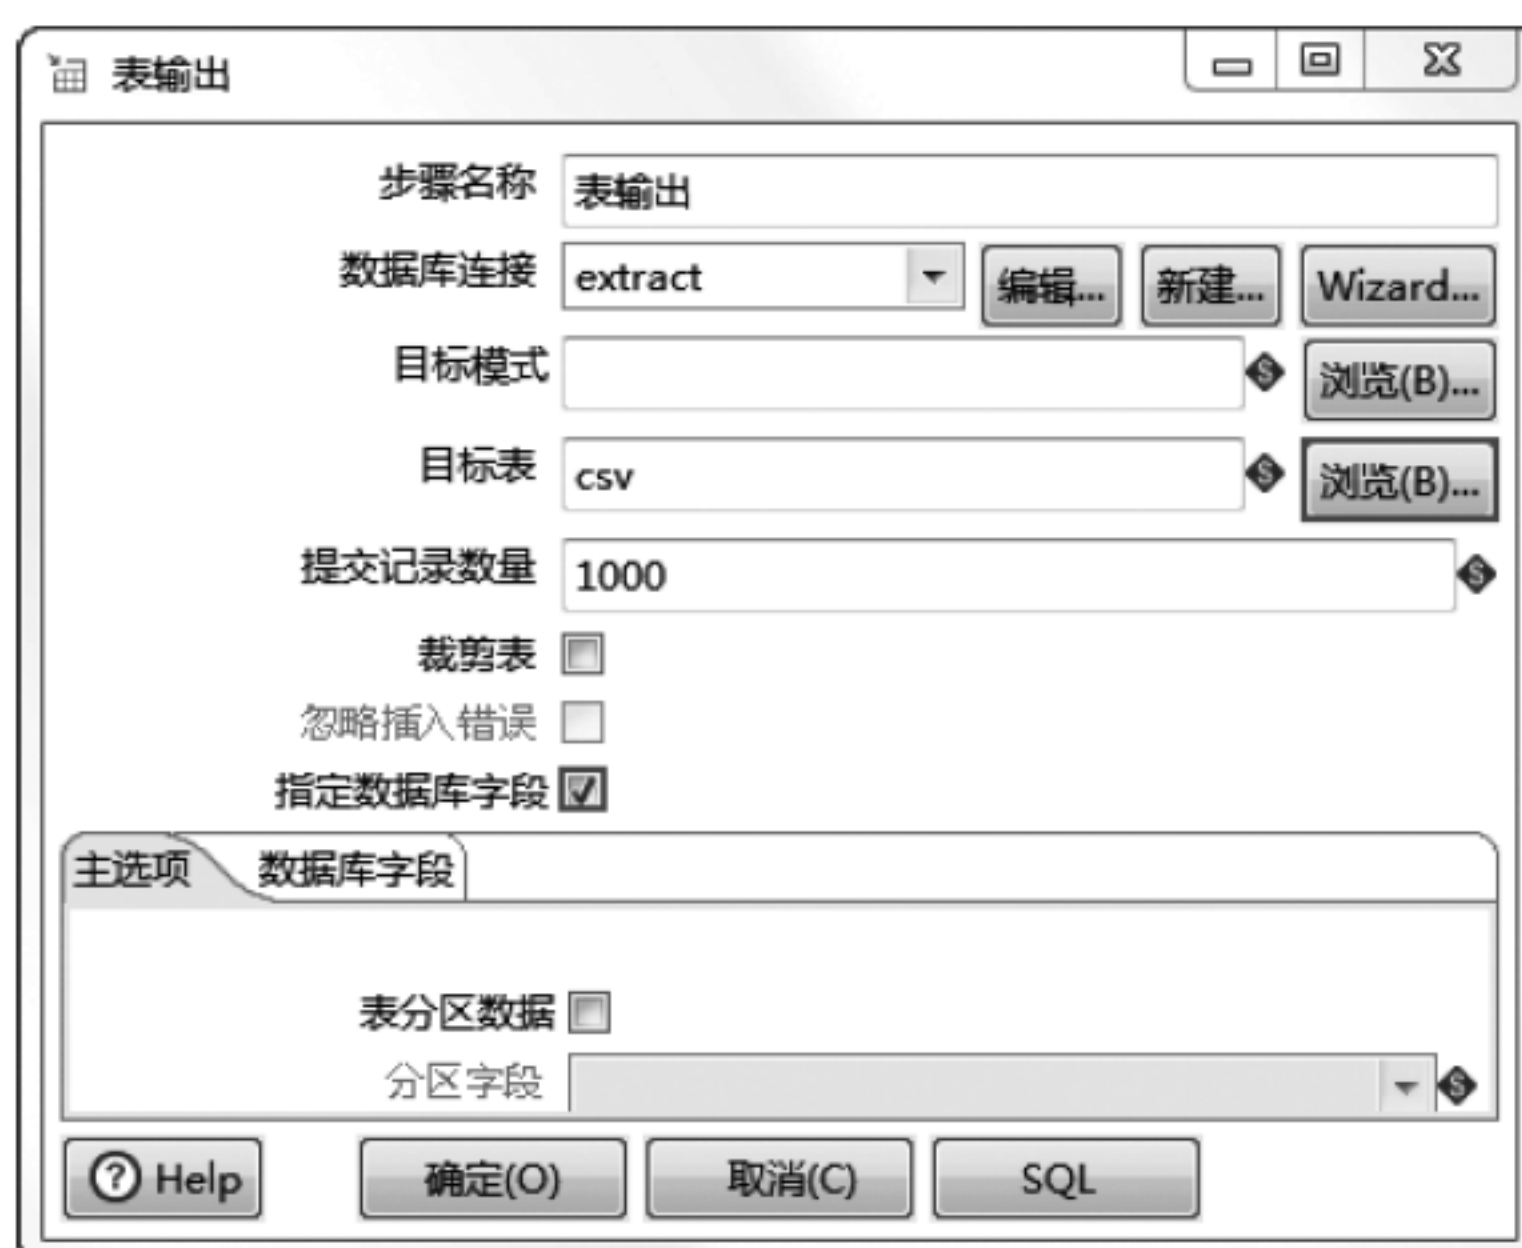 表输出
步骤名称 表输出
数据库连接 extract 编辑... 新建... Wizard...
目标模式 浏览(B)...
目标表 csv 浏览(B)...
提交记录数量 1000
裁剪表
忽略插入错误
指定数据库字段
主选项 数据库字段
表分区数据
分区字段
Help 确定(O) 取消(C) SQL